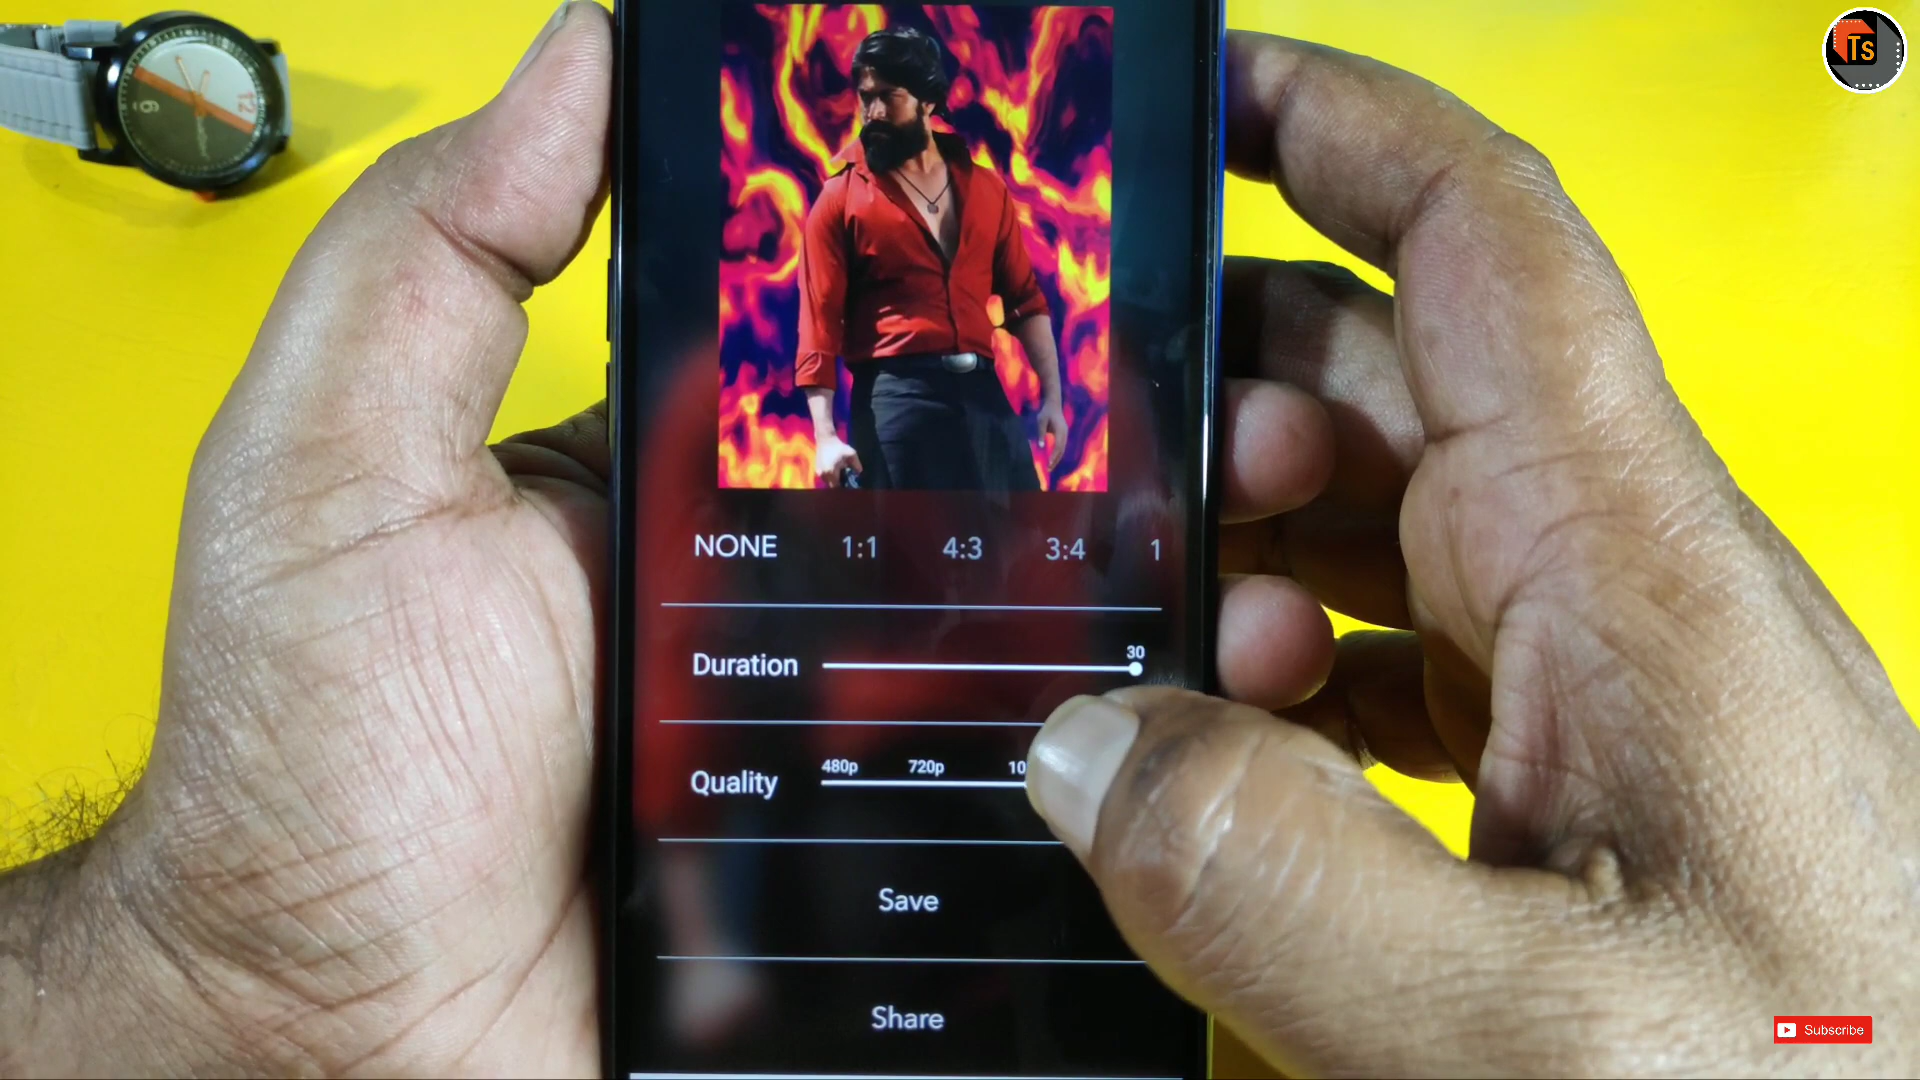 Ts
NONE 1:1 4:3 3:4 1
30
Duration
480p 720p 10
Quality
Save
Share
Subscribe